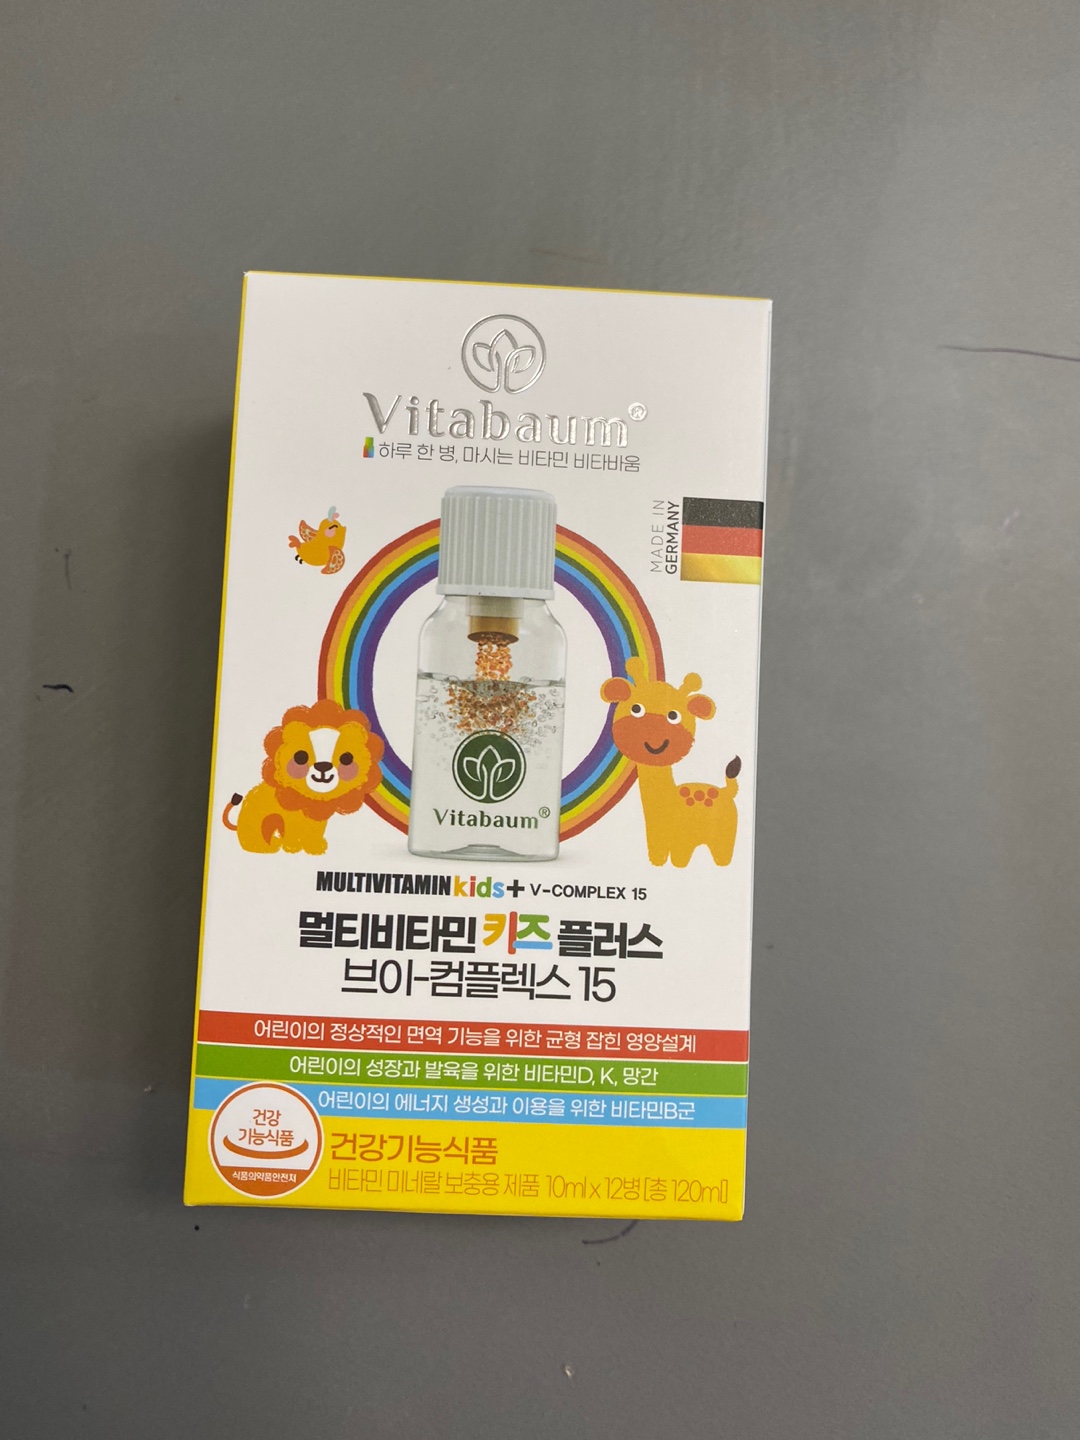 Vitabaum®
하루 한 병, 마시는 비타민 비타바움
MADE IN
GERMANY
Vitabaum®
MULTIVITAMIN kids+ V-COMPLEX 15
멀티비타민 키즈 플러스
브이-컴플렉스 15
어린이의 정상적인 면역 기능을 위한 균형 잡힌 영양설계
어린이의 성장과 발육을 위한 비타민D, K, 망간
어린이의 에너지 생성과 이용을 위한 비타민B군
건강
기능식품
식품의약품안전처
건강기능식품
비타민 미네랄 보충용 제품 10ml x 12병 [총 120ml]